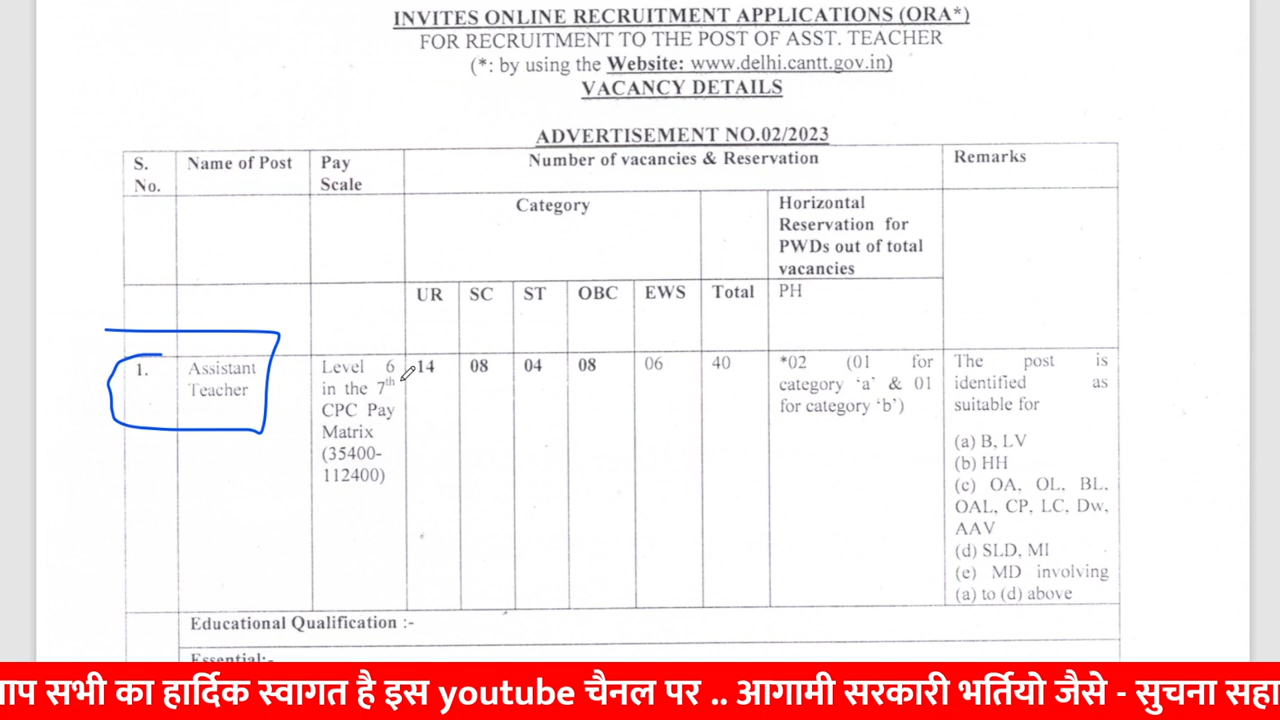 INVITES ONLINE RECRUITMENT APPLICATIONS (ORA*)
FOR RECRUITMENT TO THE POST OF ASST. TEACHER
(*: by using the Website: www.delhi.cantt.gov.in)
VACANCY DETAILS
ADVERTISEMENT NO.02/2023
S. No.
Name of Post
Pay Scale
Number of vacancies & Reservation
Remarks
Category
Horizontal
Reservation for
PWDs out of total
vacancies
UR SC ST OBC EWS Total PH
1.
Assistant
Teacher
Level 6
in the 7th
CPC Pay
Matrix
(35400-
112400)
14 08 04 08 06 40
*02 (01 for
category ‘a’ & 01
for category ‘b’)
The post is
identified as
suitable for
(a) B, LV
(b) HH
(c) OA, OL, BL,
OAL, CP, LC, Dw,
AAV
(d) SLD, MI
(e) MD involving
(a) to (d) above
Educational Qualification :-
Essential:-
आप सभी का हार्दिक स्वागत है इस youtube चैनल पर .. आगामी सरकारी भर्तियो जैसे - सुचना सहा